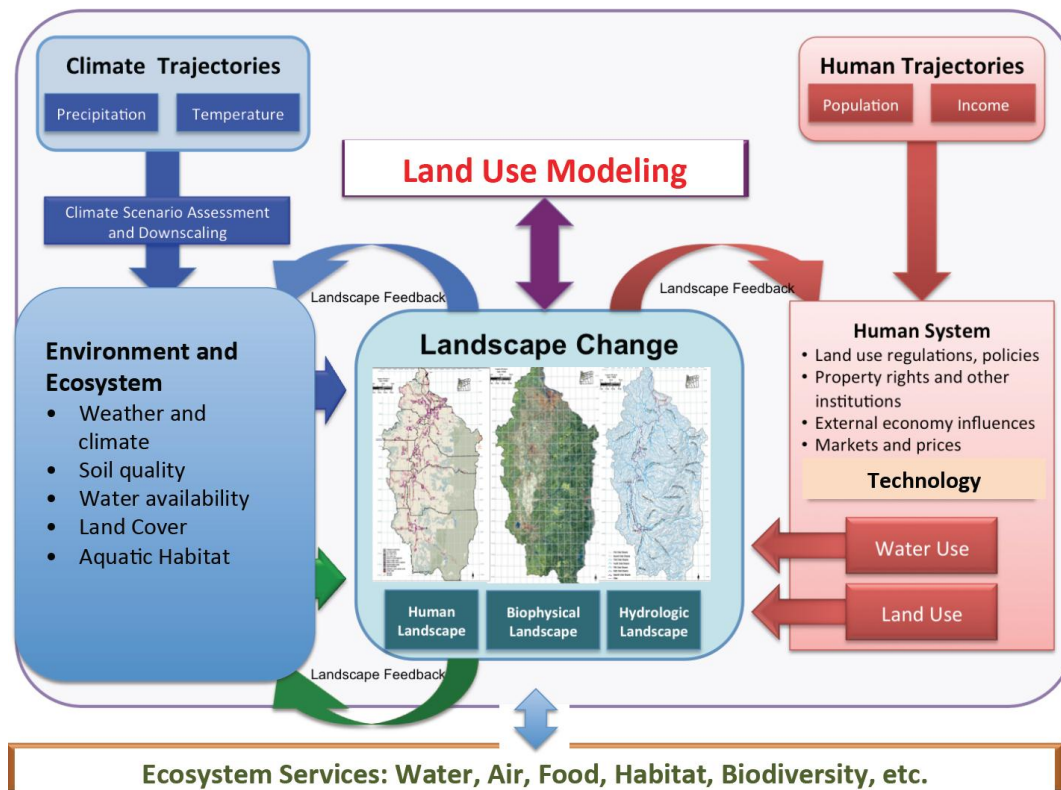 Climate Trajectories
Precipitation
Temperature
Climate Scenario Assessment
and Downscaling
Human Trajectories
Population
Income
Land Use Modeling
Landscape Feedback
Landscape Feedback
Environment and
Ecosystem
• Weather and
climate
• Soil quality
• Water availability
• Land Cover
• Aquatic Habitat
Landscape Change
Human
Landscape
Biophysical
Landscape
Hydrologic
Landscape
Human System
• Land use regulations, policies
• Property rights and other
institutions
• External economy influences
• Markets and prices
Technology
Water Use
Land Use
Landscape Feedback
Ecosystem Services: Water, Air, Food, Habitat, Biodiversity, etc.